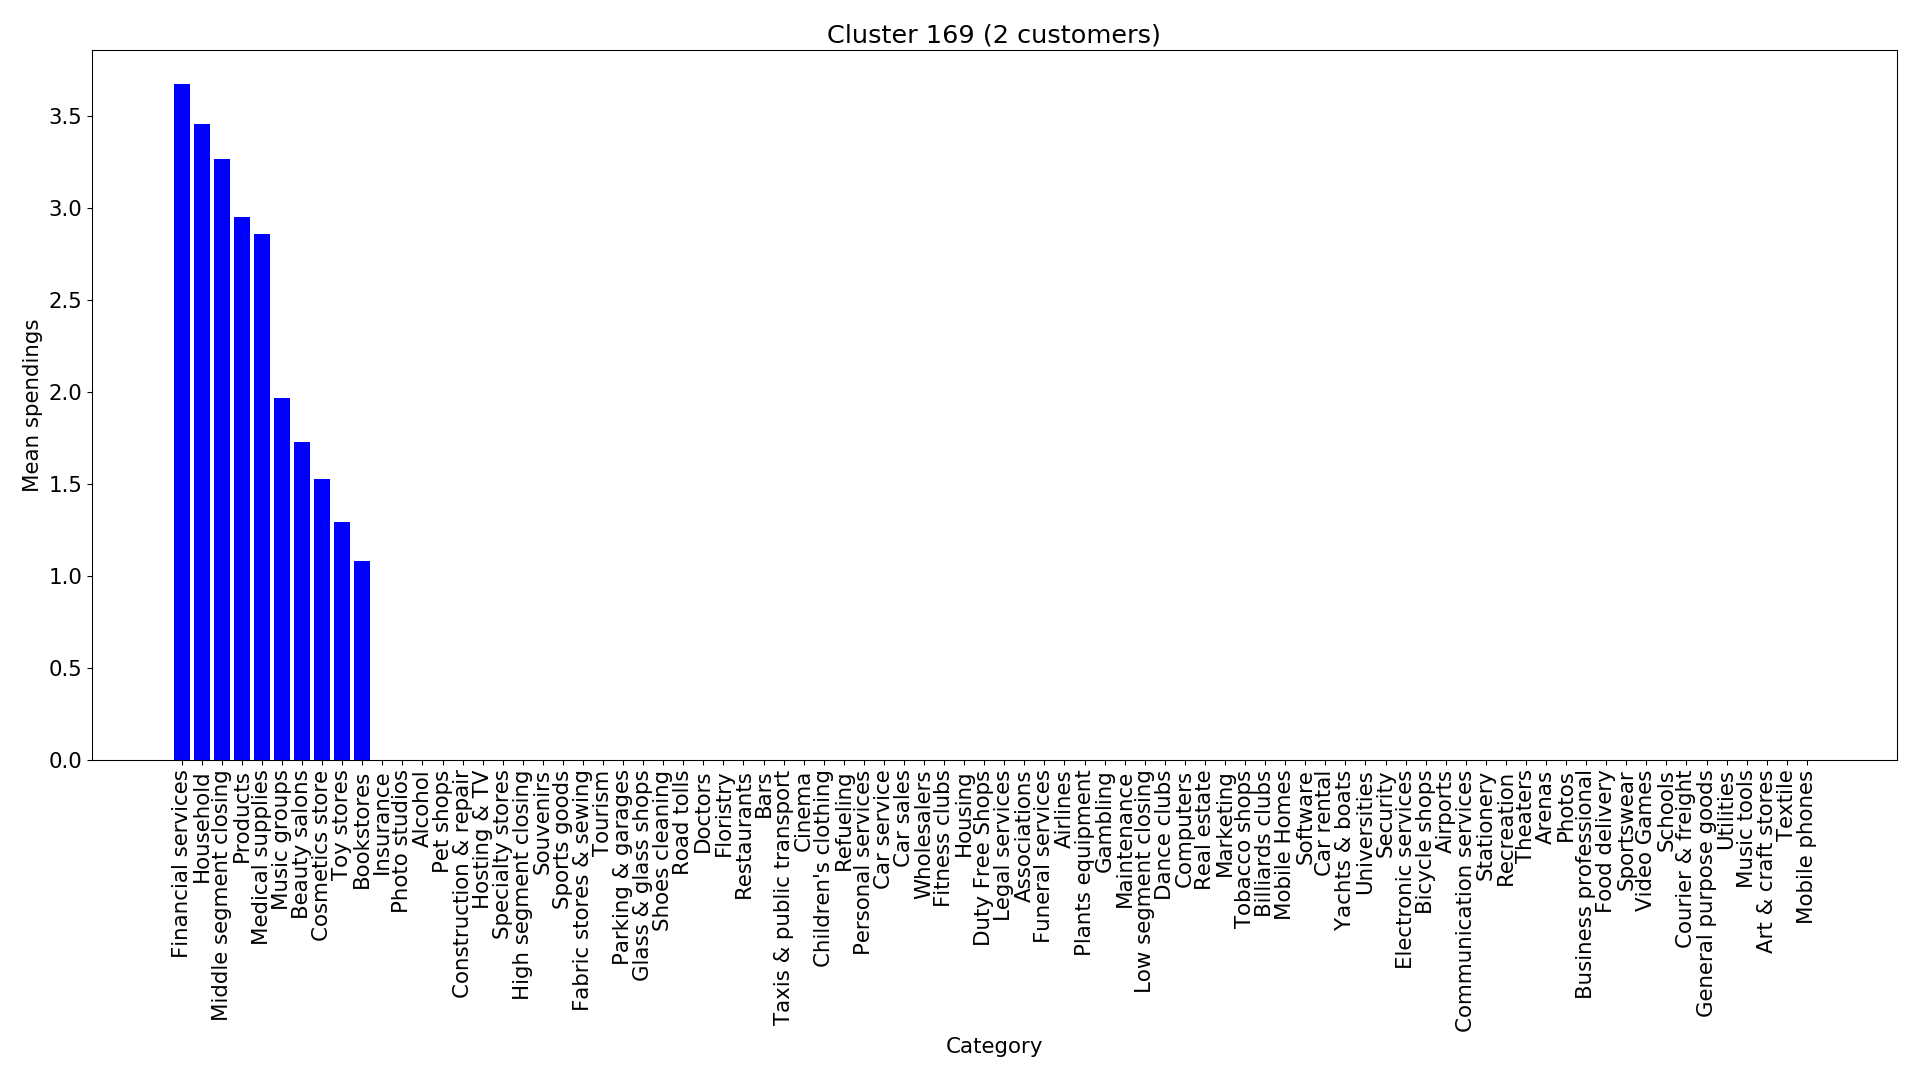 Cluster 169 (2 customers)
Mean spendings
3.5
3.0
2.5
2.0
1.5
1.0
0.5
0.0
Financial services
Household
Middle segment closing
Products
Medical supplies
Music groups
Beauty salons
Cosmetics store
Toy stores
Bookstores
Insurance
Photo studios
Alcohol
Pet shops
Construction & repair
Hosting & TV
Specialty stores
High segment closing
Souvenirs
Sports goods
Fabric stores & sewing
Tourism
Parking & garages
Glass & glass shops
Shoes cleaning
Road tolls
Doctors
Floristry
Restaurants
Bars
Taxis & public transport
Cinema
Children's clothing
Refueling
Personal services
Car service
Car sales
Wholesalers
Fitness clubs
Housing
Duty Free Shops
Legal services
Associations
Funeral services
Airlines
Plants equipment
Gambling
Maintenance
Low segment closing
Dance clubs
Computers
Real estate
Marketing
Tobacco shops
Billiards clubs
Mobile Homes
Software
Car rental
Yachts & boats
Universities
Security
Electronic services
Bicycle shops
Airports
Communication services
Stationery
Recreation
Theaters
Arenas
Photos
Business professional
Food delivery
Sportswear
Video Games
Schools
Courier & freight
General purpose goods
Utilities
Music tools
Art & craft stores
Textile
Mobile phones
Category